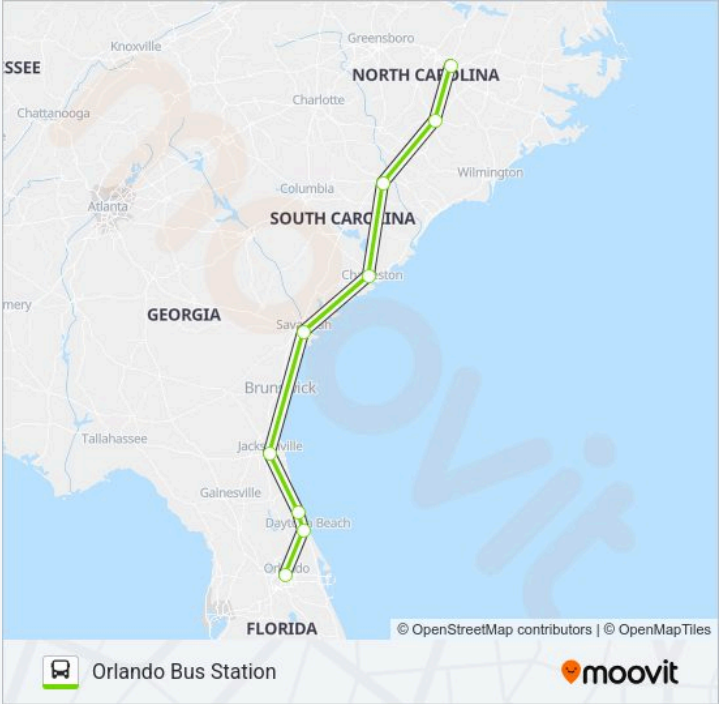 Greensboro
Knoxville
SSEE
NORTH CAROLINA
Charlotte
Chattanooga
Wilmington
Columbia
Atlanta
SOUTH CAROLINA
Charleston
mery
GEORGIA
Savannah
Brunswick
Tallahassee
Jacksonville
Gainesville
Daytona Beach
Orlando
FLORIDA
© OpenStreetMap contributors | © OpenMapTiles
Orlando Bus Station
moovit
moovit